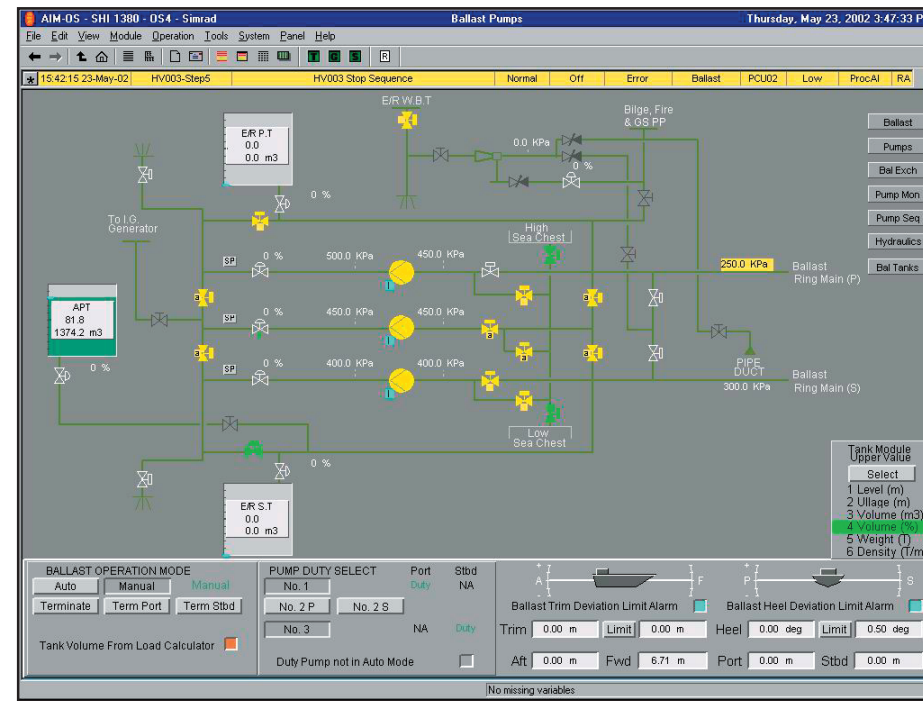 AIM-OS - SHI 1380 - OS4 - Simrad Ballast Pumps Thursday, May 23, 2002 3:47:33 P
File Edit View Module Operation Tools System Panel Help
T G S R
* 15:42:15 23-May-02 HV003-Step5 HV003 Stop Sequence Normal Off Error Ballast PCU02 Low ProcAl RA
E/R W.B.T
Bilge, Fire
& GS PP
E/R P.T
0.0
0.0 m3
0.0 KPa
0 %
0 %
To I.G.
Generator
High
Sea Chest
SP 0 % 500.0 KPa 450.0 KPa
250.0 KPa
Ballast
Ring Main (P)
APT
81.8
1374.2 m3
0 %
SP 0 % 450.0 KPa 450.0 KPa
SP 0 % 400.0 KPa 400.0 KPa
a
a
a
a
a
a
I
I
I
PIPE
DUCT
300.0 KPa
Ballast
Ring Main (S)
Low
Sea Chest
0 %
E/R S.T
0.0
0.0 m3
Ballast
Pumps
Bal Exch
Pump Mon
Pump Seq
Hydraulics
Bal Tanks
Tank Module
Upper Value
Select
1 Level (m)
2 Ullage (m)
3 Volume (m3)
4 Volume (%)
5 Weight (T)
6 Density (T/m
BALLAST OPERATION MODE
Auto Manual Manual
Terminate Term Port Term Stbd
Tank Volume From Load Calculator
PUMP DUTY SELECT Port Stbd
No. 1 Duty NA
No. 2 P No. 2 S
No. 3 NA Duty
Duty Pump not in Auto Mode
A F
Ballast Trim Deviation Limit Alarm
Trim 0.00 m Limit 0.00 m
Aft 0.00 m Fwd 6.71 m
P S
Ballast Heel Deviation Limit Alarm
Heel 0.00 deg Limit 0.50 deg
Port 0.00 m Stbd 0.00 m
No missing variables